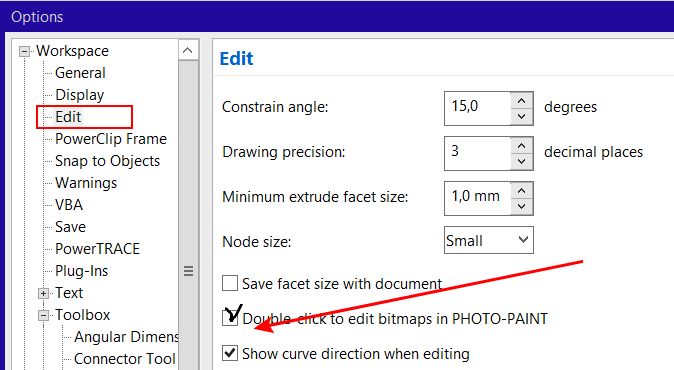 Options
Workspace
General
Display
Edit
PowerClip Frame
Snap to Objects
Warnings
VBA
Save
PowerTRACE
Plug-Ins
Text
Toolbox
Angular Dimens
Connector Tool
Edit
Constrain angle: 15,0 degrees
Drawing precision: 3 decimal places
Minimum extrude facet size: 1,0 mm
Node size: Small
Save facet size with document
Double-click to edit bitmaps in PHOTO-PAINT
Show curve direction when editing